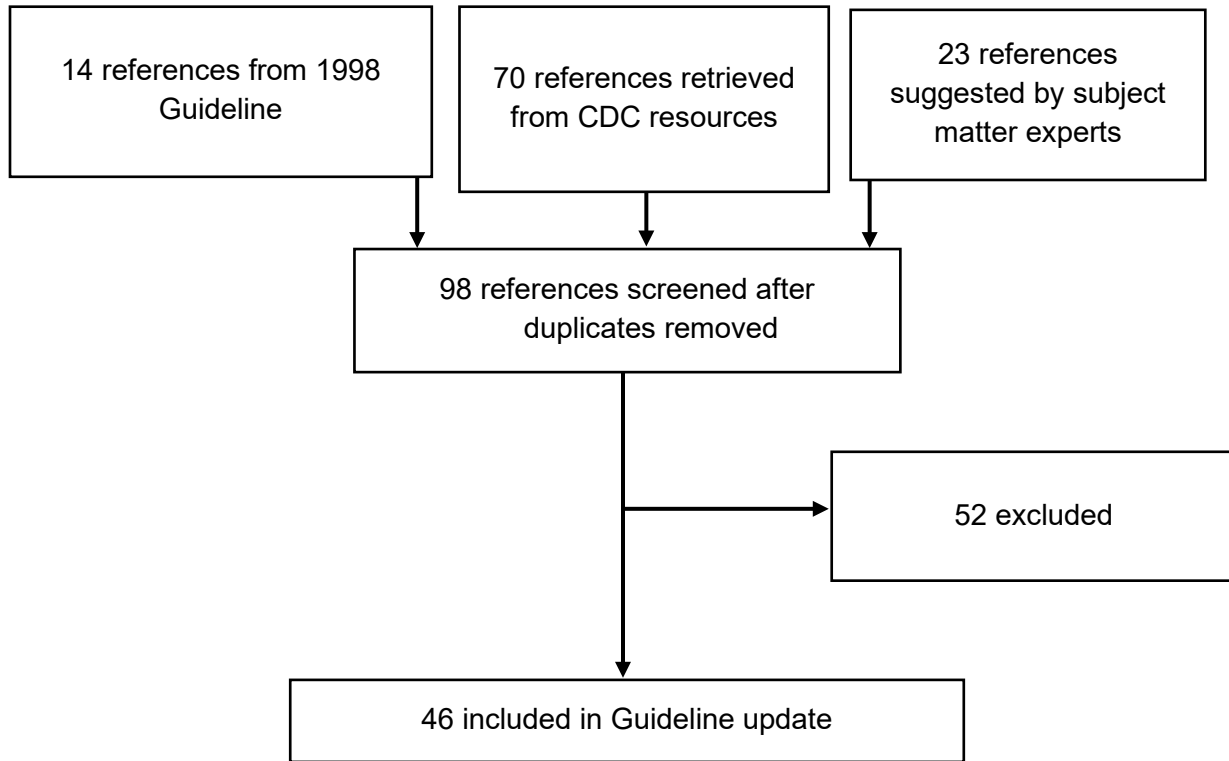 14 references from 1998
Guideline
70 references retrieved
from CDC resources
23 references
suggested by subject
matter experts
98 references screened after
duplicates removed
52 excluded
46 included in Guideline update